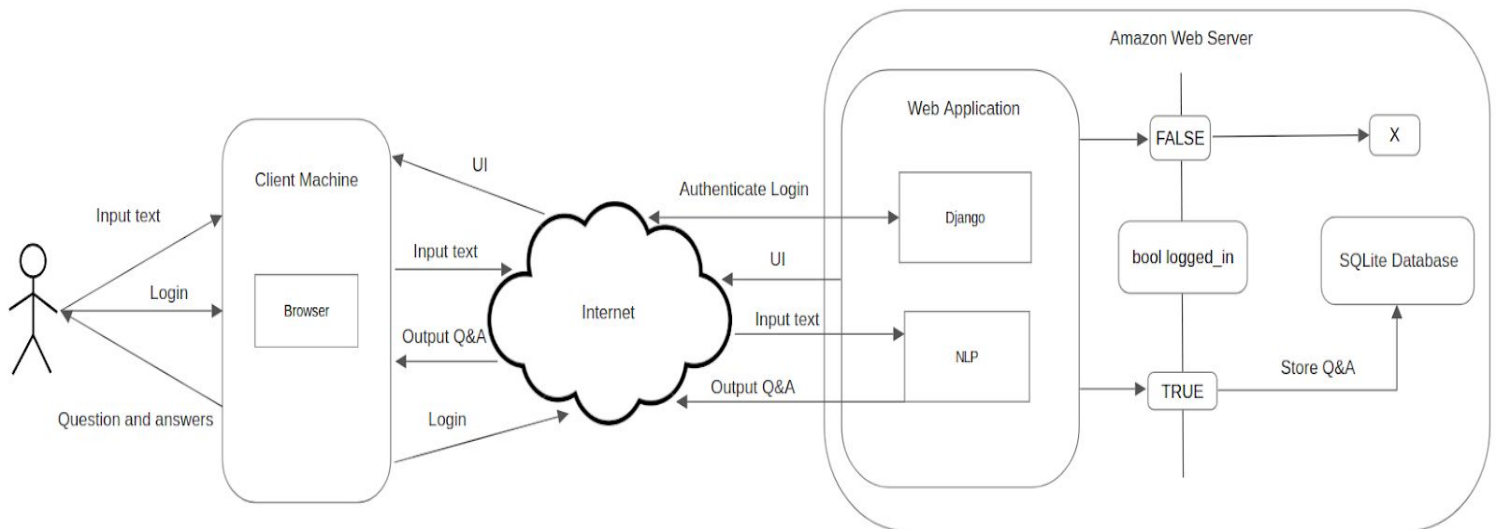 Amazon Web Server
Web Application
FALSE
X
UI
Client Machine
Authenticate Login
Input text
Django
Input text
UI
bool logged_in
SQLite Database
Login
Browser
Internet
Input text
Output Q&A
NLP
Output Q&A
Store Q&A
TRUE
Question and answers
Login